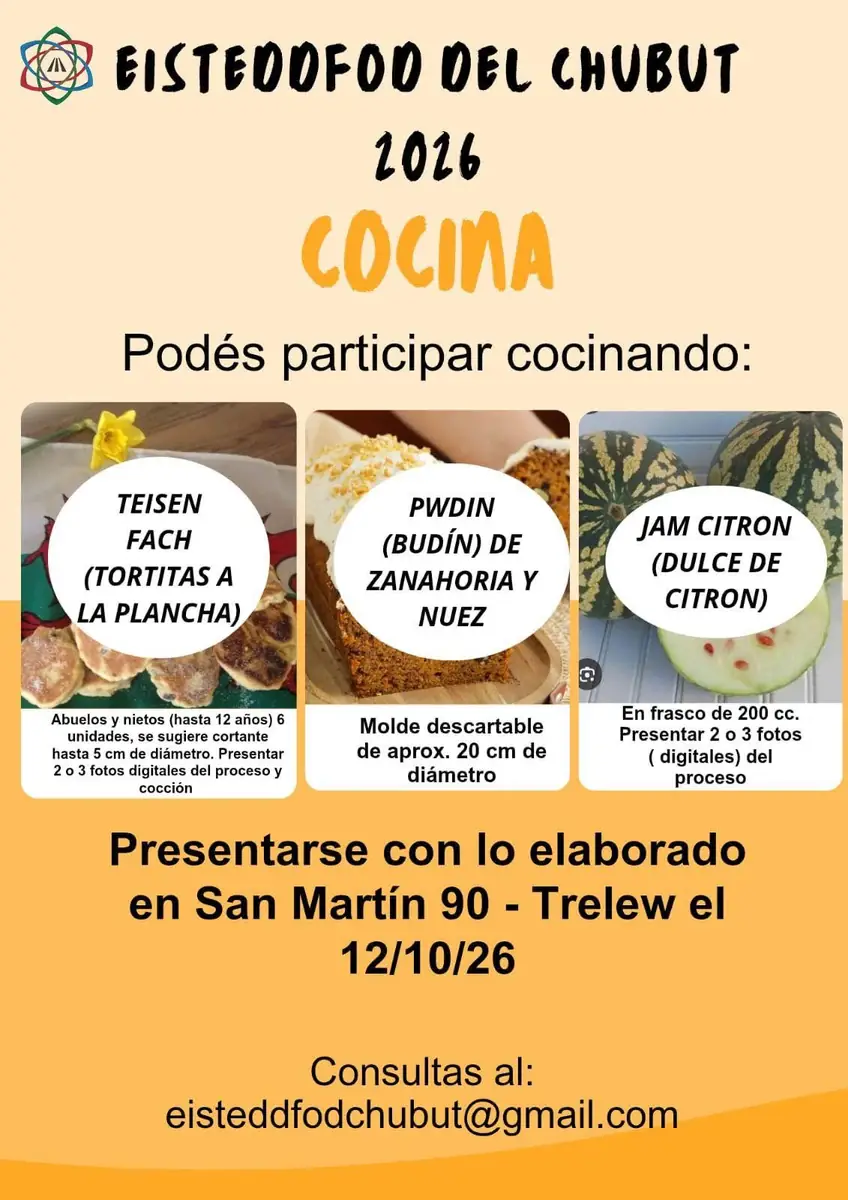 EISTEDDFOD DEL CHUBUT
2026
COCINA
Podés participar cocinando:
TEISEN
FACH
(TORTITAS A
LA PLANCHA)
Abuelos y nietos (hasta 12 años) 6
unidades, se sugiere cortante
hasta 5 cm de diámetro. Presentar
2 o 3 fotos digitales del proceso y
cocción
PWDIN
(BUDÍN) DE
ZANAHORIA Y
NUEZ
Molde descartable
de aprox. 20 cm de
diámetro
JAM CITRON
(DULCE DE
CITRON)
En frasco de 200 cc.
Presentar 2 o 3 fotos
( digitales) del
proceso
Presentarse con lo elaborado
en San Martín 90 - Trelew el
12/10/26
Consultas al:
eisteddfodchubut@gmail.com